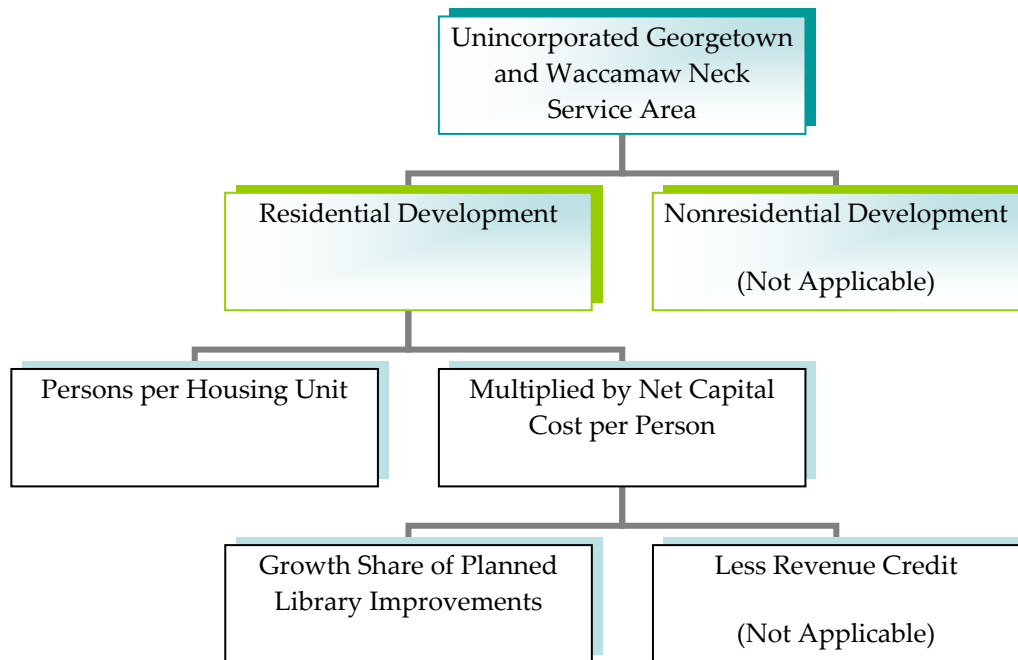 Unincorporated Georgetown
and Waccamaw Neck
Service Area
Residential Development
Nonresidential Development
(Not Applicable)
Persons per Housing Unit
Multiplied by Net Capital
Cost per Person
Growth Share of Planned
Library Improvements
Less Revenue Credit
(Not Applicable)